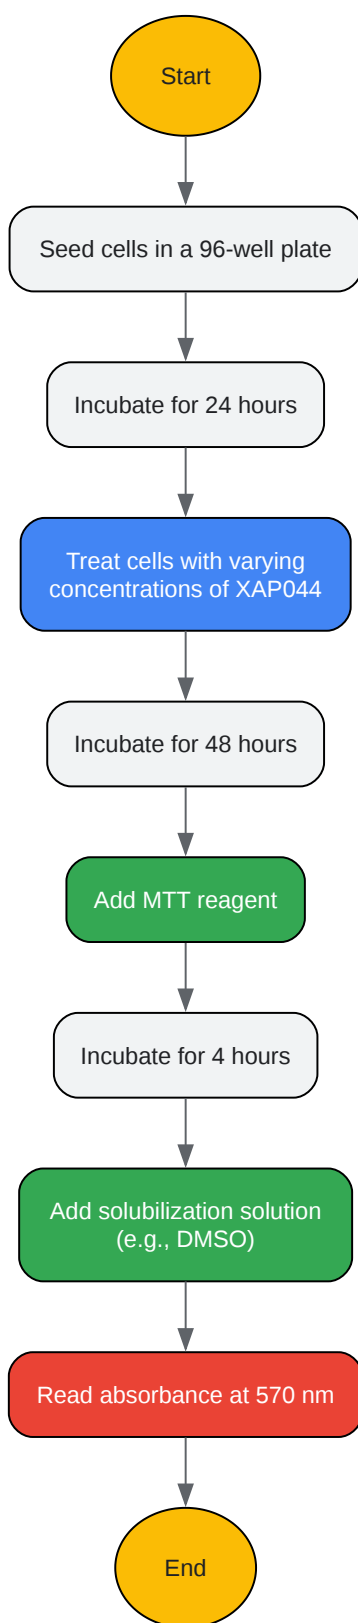 Start
Seed cells in a 96-well plate
Incubate for 24 hours
Treat cells with varying
concentrations of XAP044
Incubate for 48 hours
Add MTT reagent
Incubate for 4 hours
Add solubilization solution
(e.g., DMSO)
Read absorbance at 570 nm
End